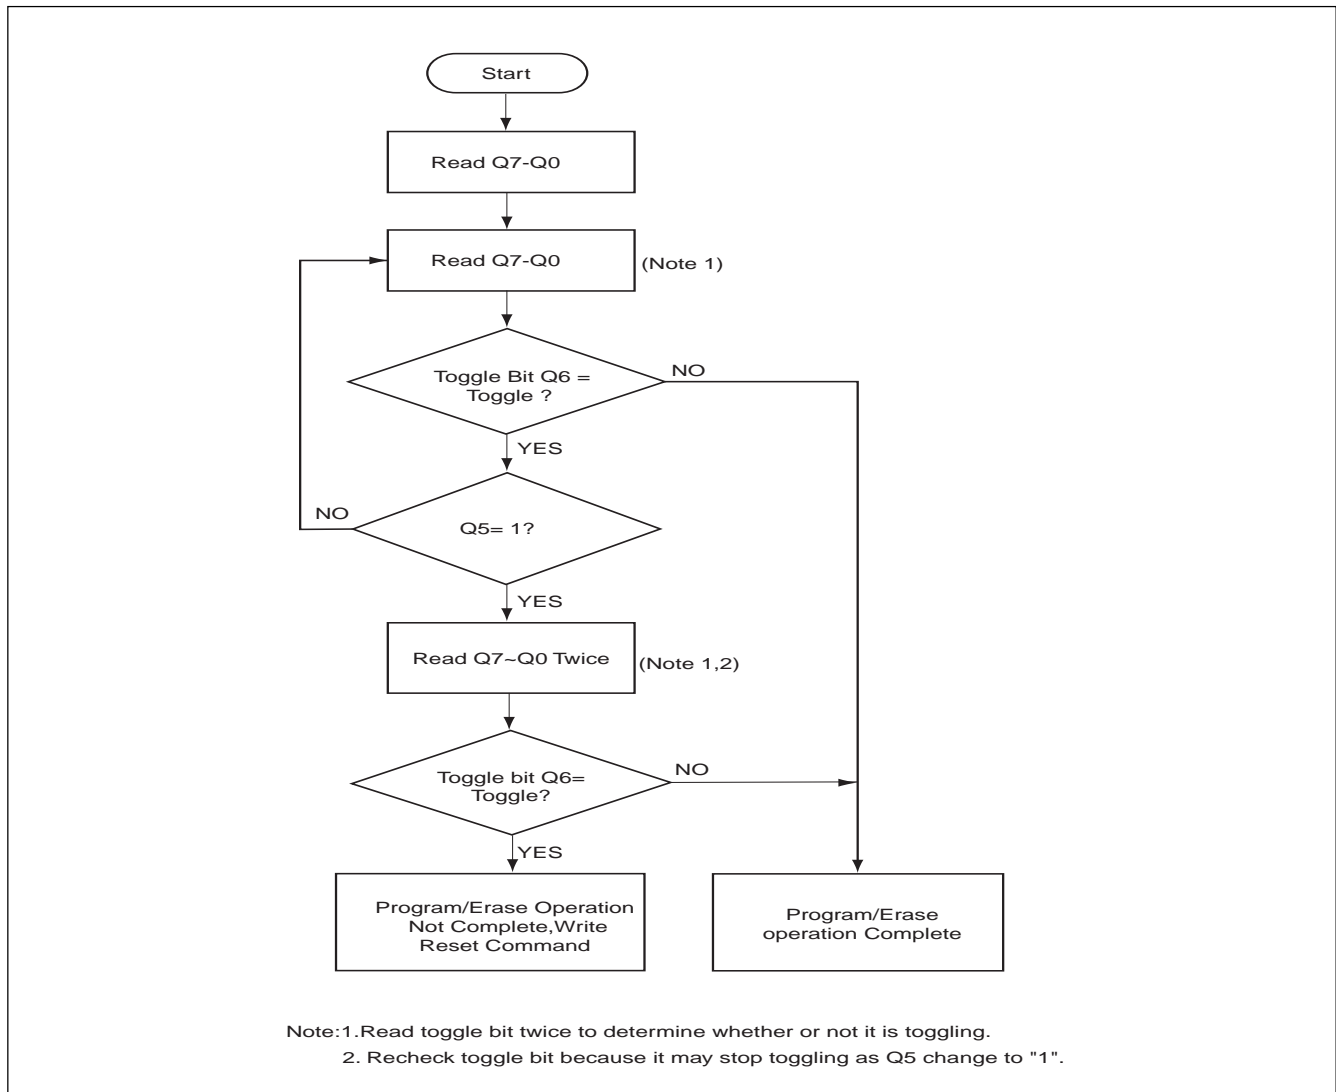 Start
Read Q7-Q0
Read Q7-Q0
(Note 1)
Toggle Bit Q6 =
Toggle ?
NO
YES
NO
Q5= 1?
YES
Read Q7~Q0 Twice
(Note 1,2)
Toggle bit Q6=
Toggle?
NO
YES
Program/Erase Operation
Not Complete,Write
Reset Command
Program/Erase
operation Complete
Note:1.Read toggle bit twice to determine whether or not it is toggling.
2. Recheck toggle bit because it may stop toggling as Q5 change to "1".